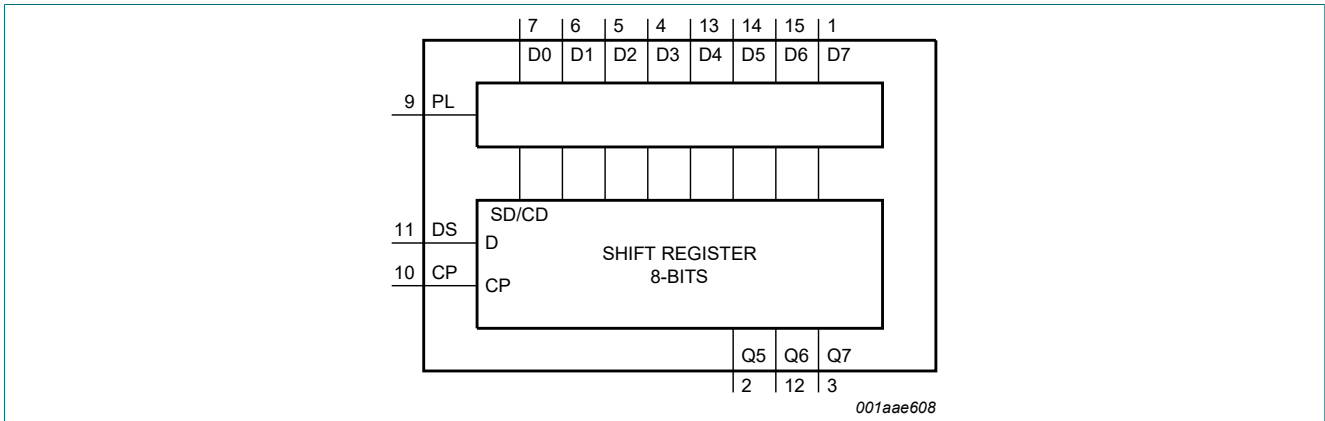 7 6 5 4 13 14 15 1
D0 D1 D2 D3 D4 D5 D6 D7
9 PL
SD/CD
11 DS D
SHIFT REGISTER
8-BITS
10 CP CP
Q5 Q6 Q7
2 12 3
001aae608